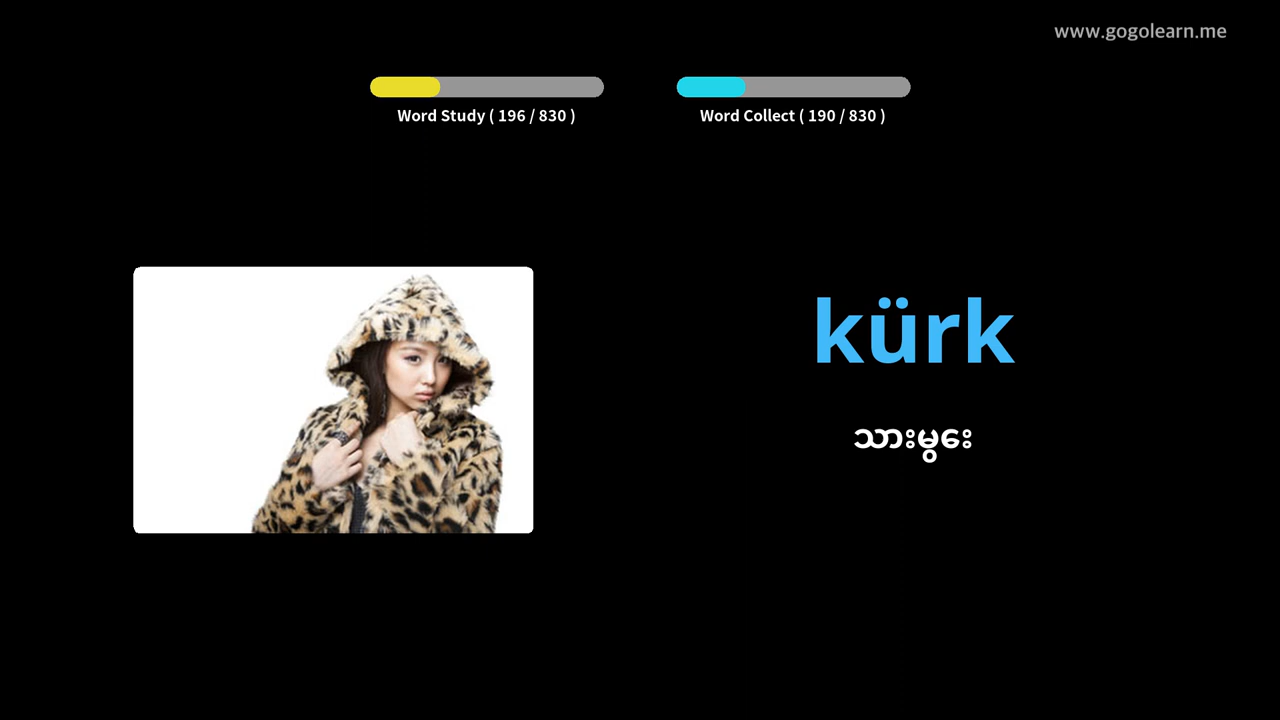 www.gogolearn.me
Word Study ( 196 / 830 )
Word Collect ( 190 / 830 )
kürk
သားမွေး